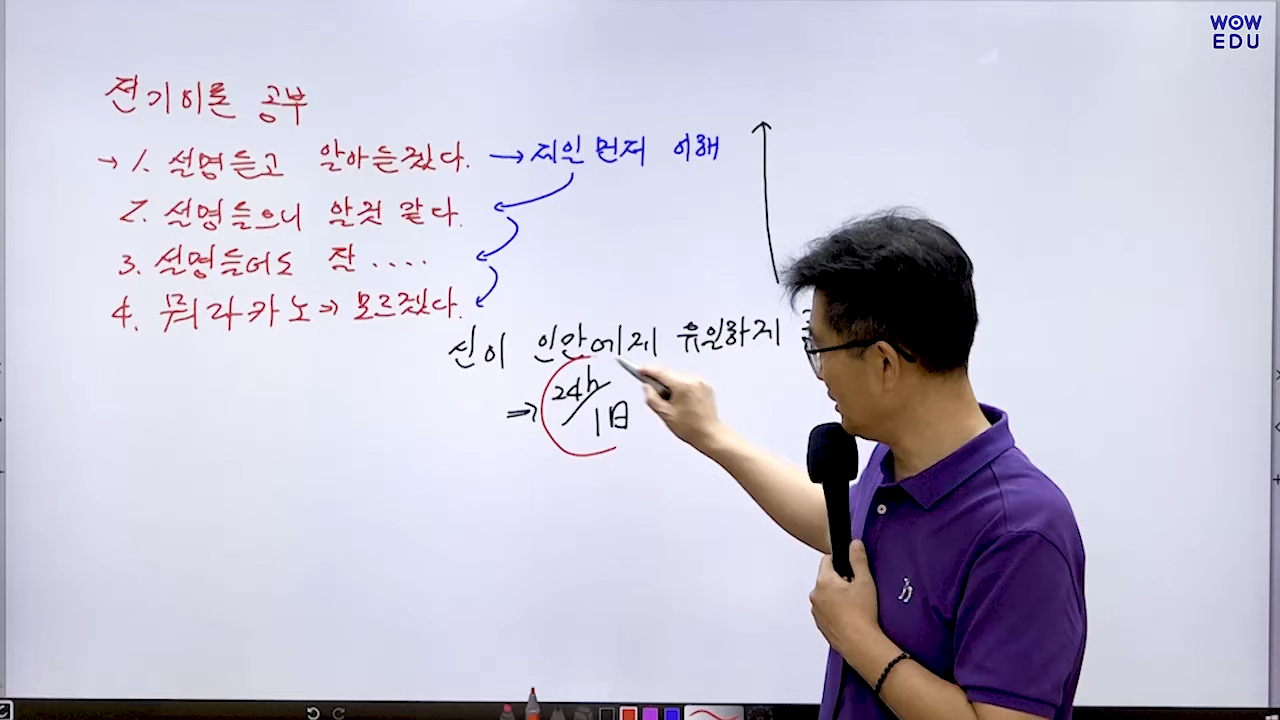 WOW
EDU
전기이론 공부
→ 1. 설명듣고 알아듣겠다. → 저인 먼저 이해
2. 설명들으니 알것 같다.
3. 설명들어도 잘 ....
4. 뭐라카노 ⇒ 모르겠다.
신이 인안에게 유일하게
⇒ 24h/1日